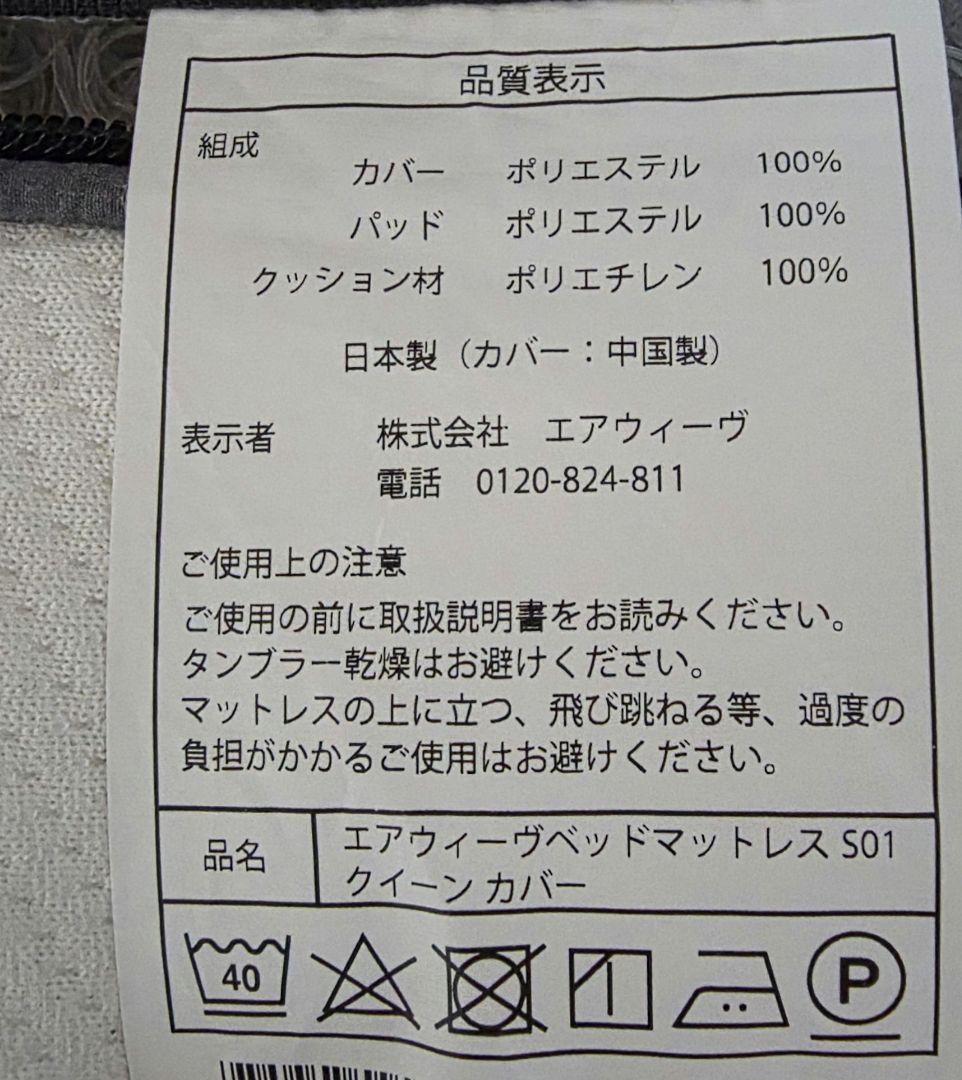 品質表示
組成
カバー ポリエステル 100%
パッド ポリエステル 100%
クッション材 ポリエチレン 100%
日本製（カバー：中国製）
表示者 株式会社 エアウィーヴ
電話 0120-824-811
ご使用上の注意
ご使用の前に取扱説明書をお読みください。
タンブラー乾燥はお避けください。
マットレスの上に立つ、飛び跳ねる等、過度の
負担がかかるご使用はお避けください。
品名 エアウィーヴベッドマットレス S01
クイーン カバー
40 P